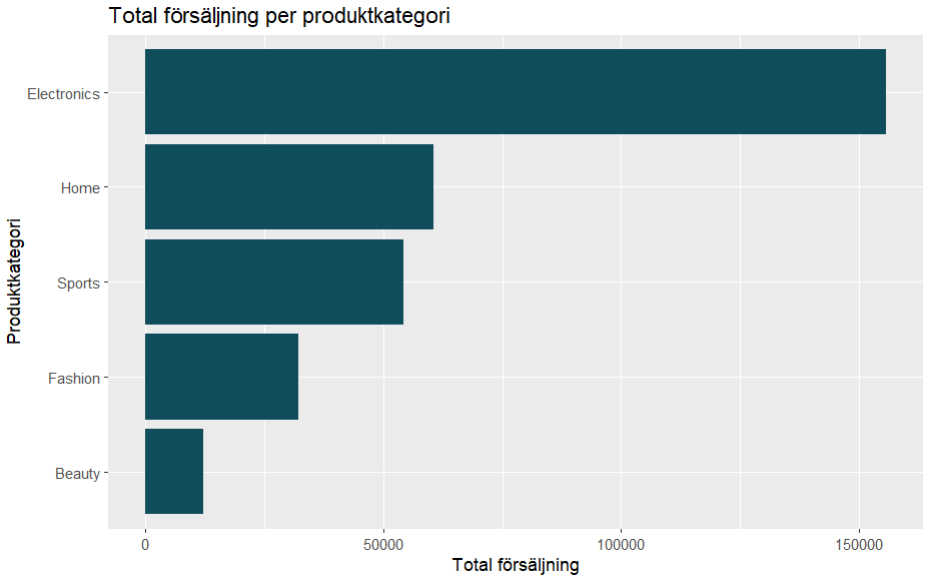 Total försäljning per produktkategori
Electronics
Home
Sports
Fashion
Beauty
Produktkategori
0
50000
100000
150000
Total försäljning